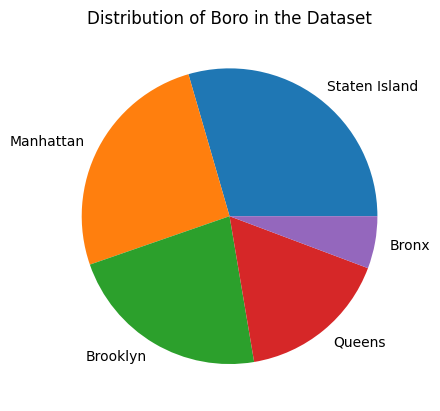 Distribution of Boro in the Dataset
Staten Island
Manhattan
Bronx
Queens
Brooklyn